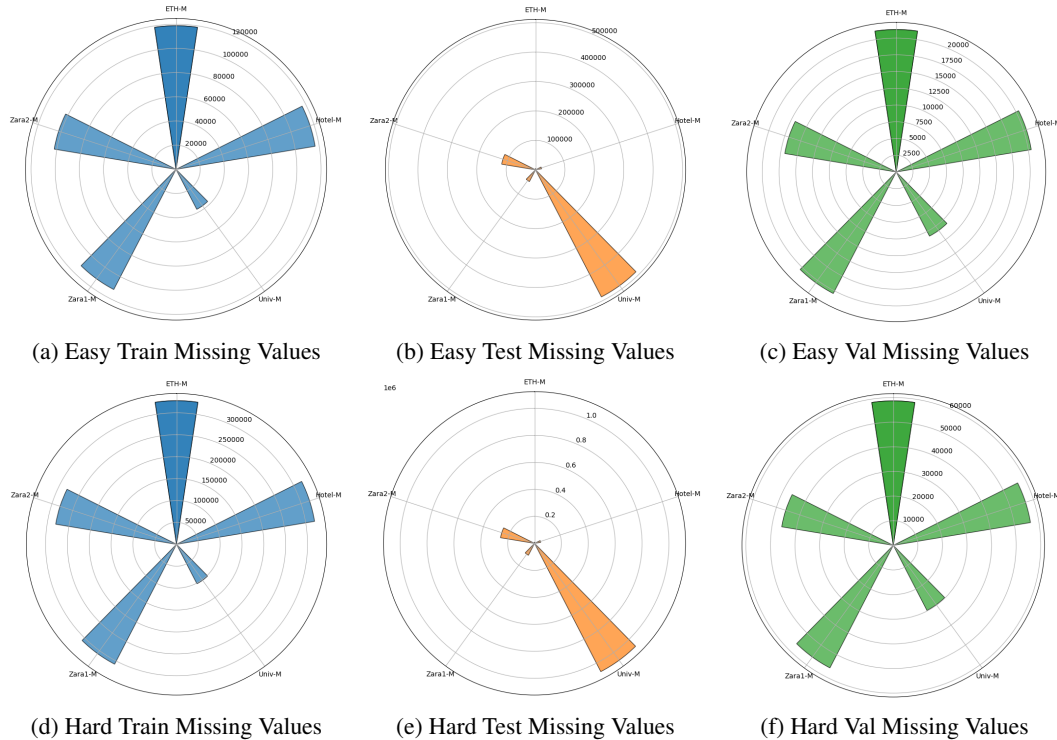 ETH-M
120000
100000
80000
60000
40000
20000
Hotel-M
Zara2-M
Zara1-M
Univ-M
(a) Easy Train Missing Values
ETH-M
500000
400000
300000
200000
100000
Hotel-M
Zara2-M
Zara1-M
Univ-M
(b) Easy Test Missing Values
ETH-M
20000
17500
15000
12500
10000
7500
5000
2500
Hotel-M
Zara2-M
Zara1-M
Univ-M
(c) Easy Val Missing Values
ETH-M
300000
250000
200000
150000
100000
50000
Hotel-M
Zara2-M
Zara1-M
Univ-M
(d) Hard Train Missing Values
1e6
ETH-M
1.0
0.8
0.6
0.4
0.2
Hotel-M
Zara2-M
Zara1-M
Univ-M
(e) Hard Test Missing Values
ETH-M
60000
50000
40000
30000
20000
10000
Hotel-M
Zara2-M
Zara1-M
Univ-M
(f) Hard Val Missing Values